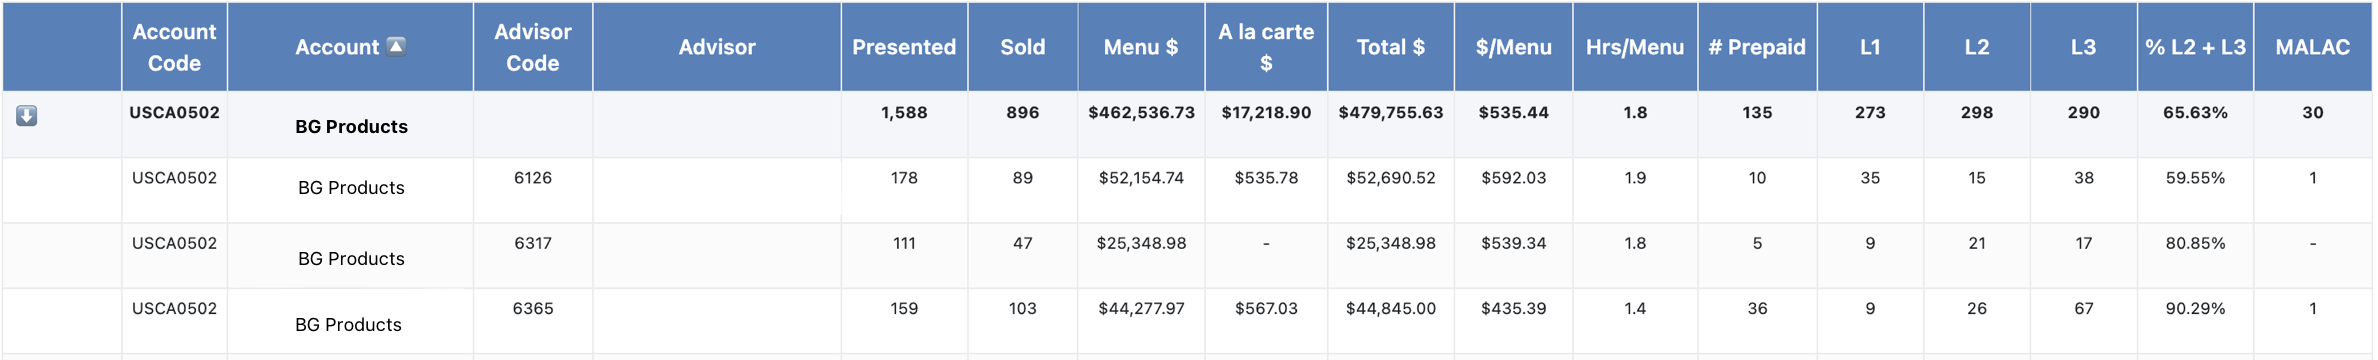 Account Code Account Advisor Code Advisor Presented Sold Menu $ A la carte $ Total $ $/Menu Hrs/Menu # Prepaid L1 L2 L3 % L2 + L3 MALAC
USCA0502 BG Products 1,588 896 $462,536.73 $17,218.90 $479,755.63 $535.44 1.8 135 273 298 290 65.63% 30
USCA0502 BG Products 6126 178 89 $52,154.74 $535.78 $52,690.52 $592.03 1.9 10 35 15 38 59.55% 1
USCA0502 BG Products 6317 111 47 $25,348.98 - $25,348.98 $539.34 1.8 5 9 21 17 80.85% -
USCA0502 BG Products 6365 159 103 $44,277.97 $567.03 $44,845.00 $435.39 1.4 36 9 26 67 90.29% 1